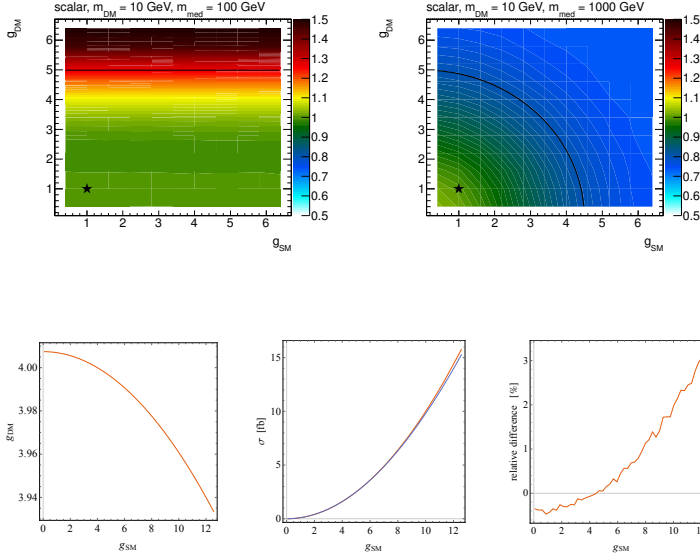 scalar, m_DM = 10 GeV, m_med = 100 GeV
g_DM
6
5
4
3
2
1
1 2 3 4 5 6
g_SM
1.5
1.4
1.3
1.2
1.1
1
0.9
0.8
0.7
0.6
0.5
scalar, m_DM = 10 GeV, m_med = 1000 GeV
g_DM
6
5
4
3
2
1
1 2 3 4 5 6
g_SM
1.5
1.4
1.3
1.2
1.1
1
0.9
0.8
0.7
0.6
0.5
g_DM
4.00
3.98
3.96
3.94
0 2 4 6 8 10 12
g_SM
σ [fb]
15
10
5
0
0 2 4 6 8 10 12
g_SM
relative difference [%]
3
2
1
0
0 2 4 6 8 10
g_SM